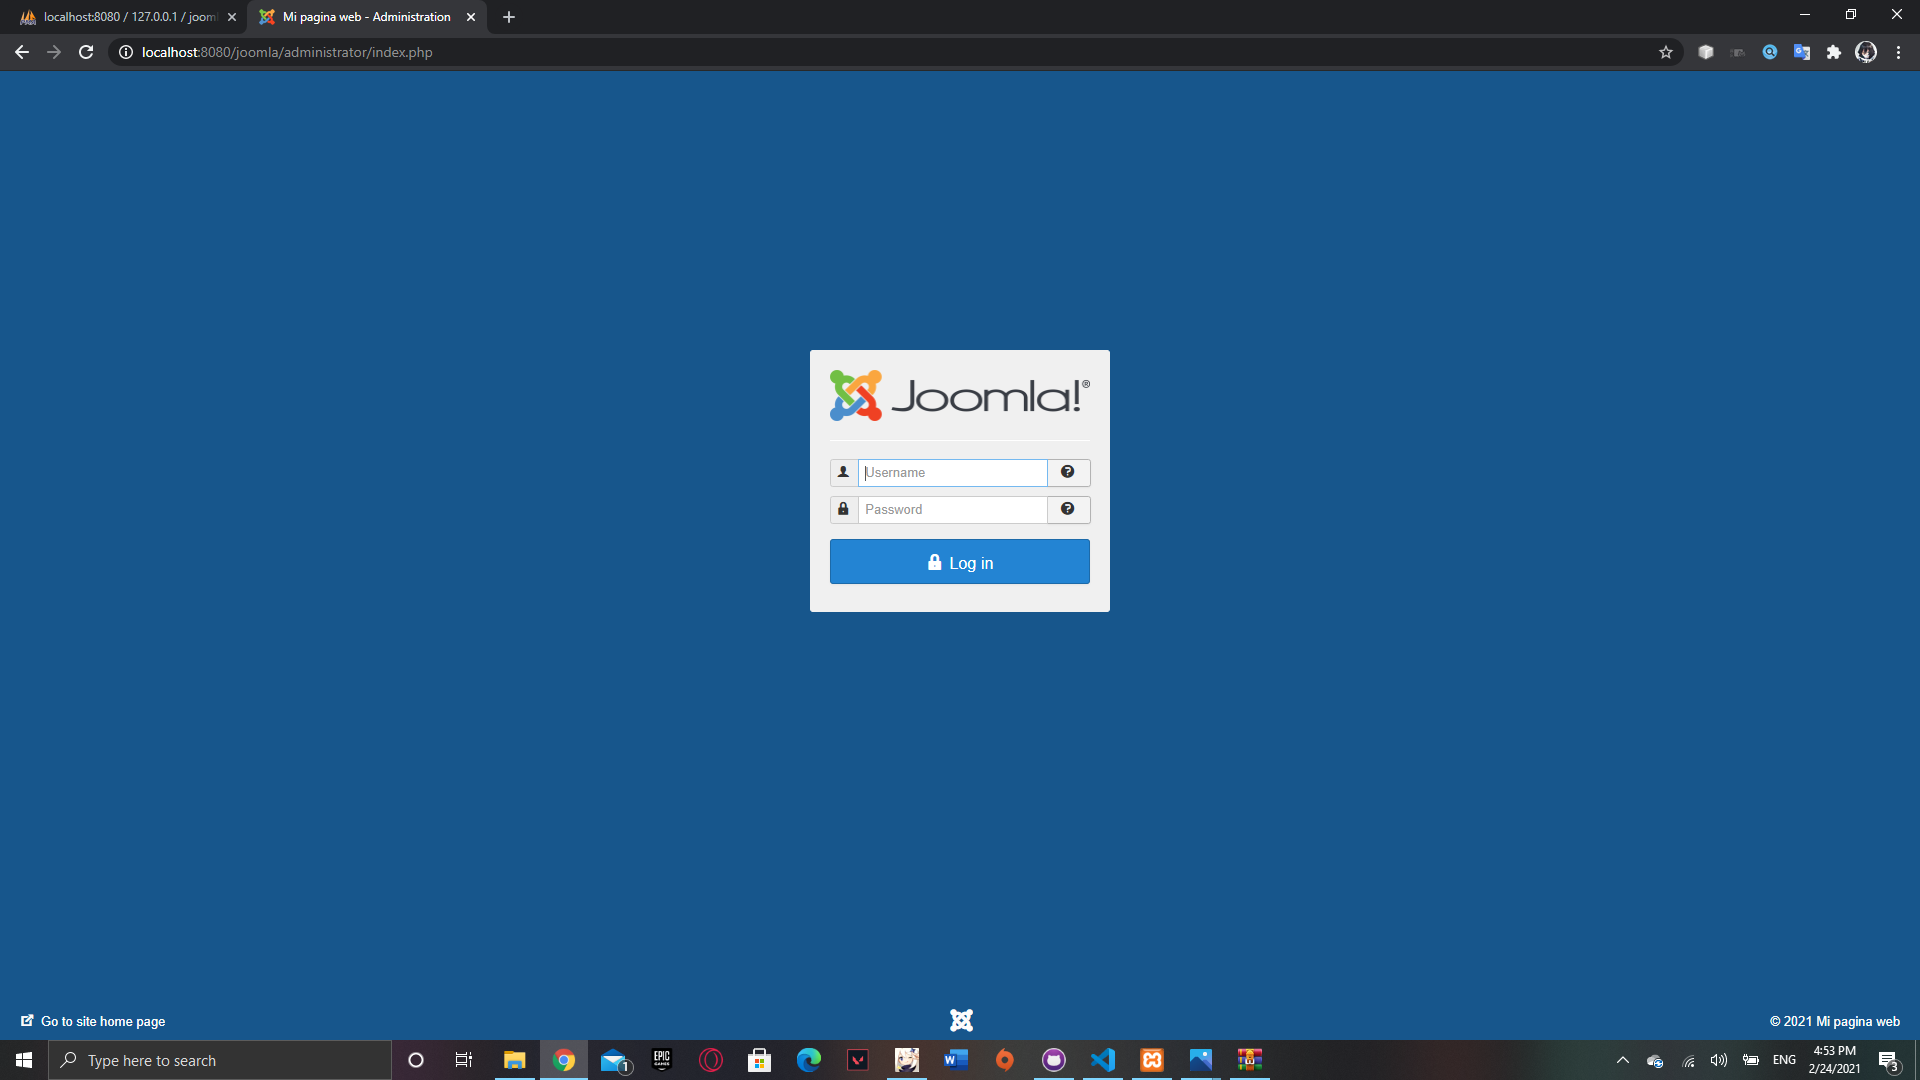 localhost:8080 / 127.0.0.1 / jooml
Mi pagina web - Administration
localhost:8080/joomla/administrator/index.php
Joomla!®
Username
Password
Log in
Go to site home page
© 2021 Mi pagina web
Type here to search
1
EPIC
GAMES
W
ENG
4:53 PM
2/24/2021
3